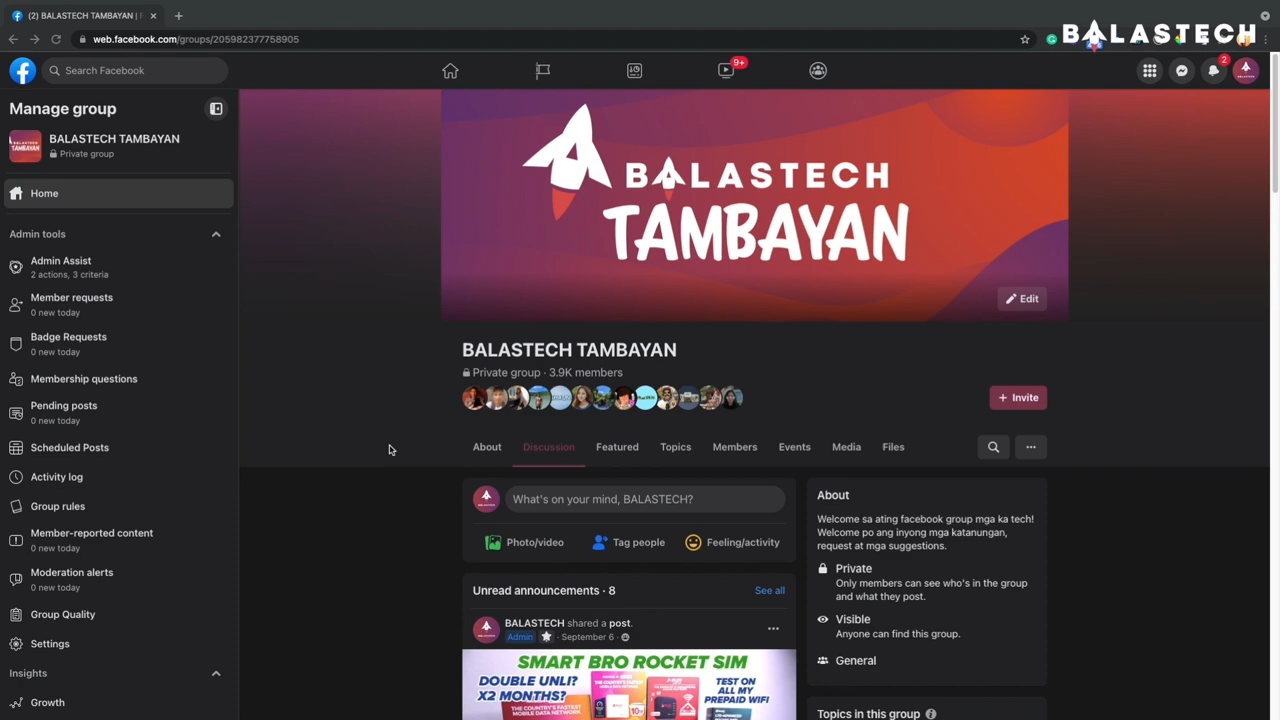 (2) BALASTECH TAMBAYAN | F
web.facebook.com/groups/205982377758905
BALASTECH
Search Facebook
9+
2
Manage group
BALASTECH TAMBAYAN
Private group
Home
Admin tools
Admin Assist
2 actions, 3 criteria
Member requests
0 new today
Badge Requests
0 new today
Membership questions
Pending posts
0 new today
Scheduled Posts
Activity log
Group rules
Member-reported content
0 new today
Moderation alerts
0 new today
Group Quality
Settings
Insights
Growth
BALASTECH
TAMBAYAN
Edit
BALASTECH TAMBAYAN
Private group · 3.9K members
+ Invite
About Discussion Featured Topics Members Events Media Files
What's on your mind, BALASTECH?
Photo/video Tag people Feeling/activity
Unread announcements · 8 See all
BALASTECH shared a post.
Admin · September 6 ·
SMART BRO ROCKET SIM
DOUBLE UNLI?
X2 MONTHS?
TEST ON
ALL MY
PREPAID WIFI
About
Welcome sa ating facebook group mga ka tech!
Welcome po ang inyong mga katanungan,
request at mga suggestions.
Private
Only members can see who's in the group
and what they post.
Visible
Anyone can find this group.
General
Topics in this group